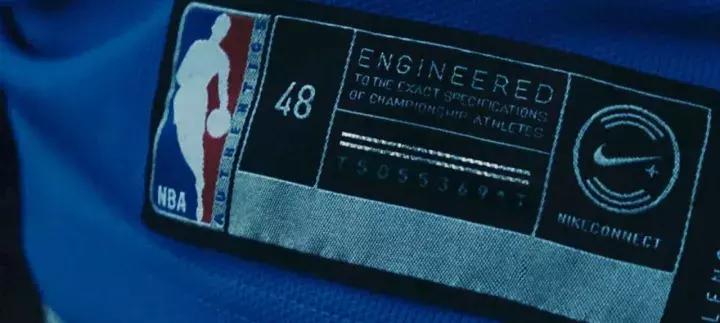 NBA
AUTHENTICS
48
ENGINEERED
TO THE EXACT SPECIFICATIONS
OF CHAMPIONSHIP ATHLETES
NIKECONNECT